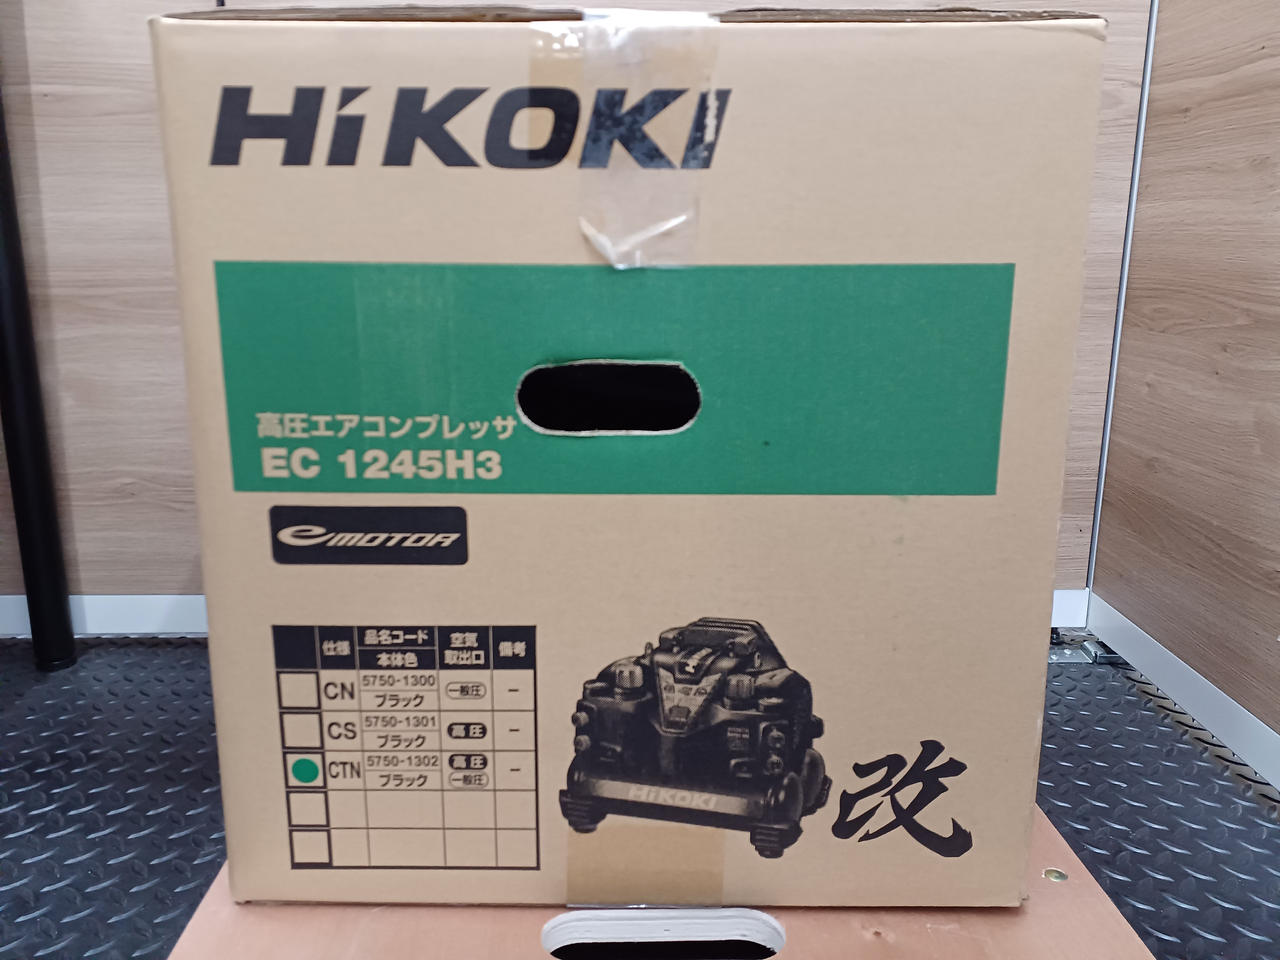 HiKOKI
高圧エアコンプレッサ
EC 1245H3
eMOTOR
仕様 品名コード 本体色 空気取出口 備考
CN 5750-1300 ブラック 一般圧 －
CS 5750-1301 ブラック 高圧 －
CTN 5750-1302 ブラック 高圧 一般圧 －
HiKOKI
改